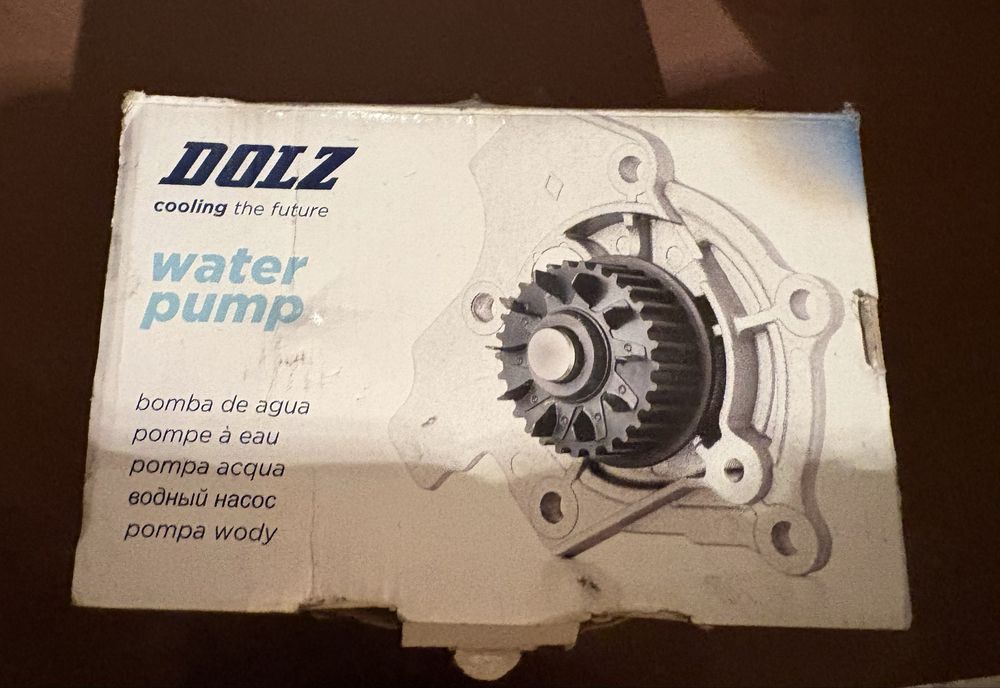 DOLZ
cooling the future
water
pump
bomba de agua
pompe à eau
pompa acqua
водный насос
pompa wody